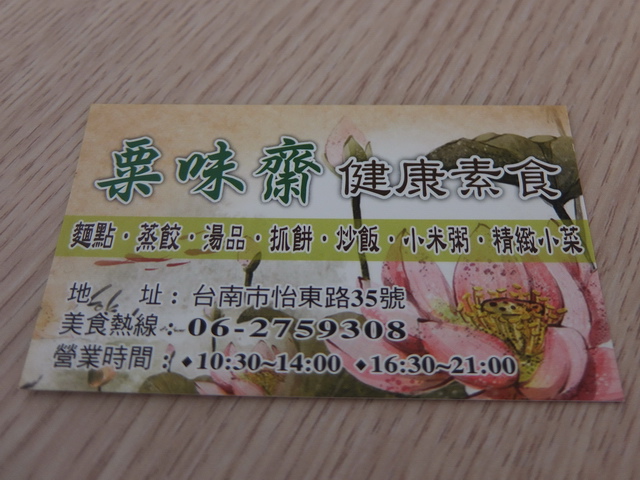 粟味齋 健康素食
麵點·蒸餃·湯品·抓餅·炒飯·小米粥·精緻小菜
地 址：台南市怡東路35號
美食熱線：06-2759308
營業時間：◆10:30~14:00 ◆16:30~21:00